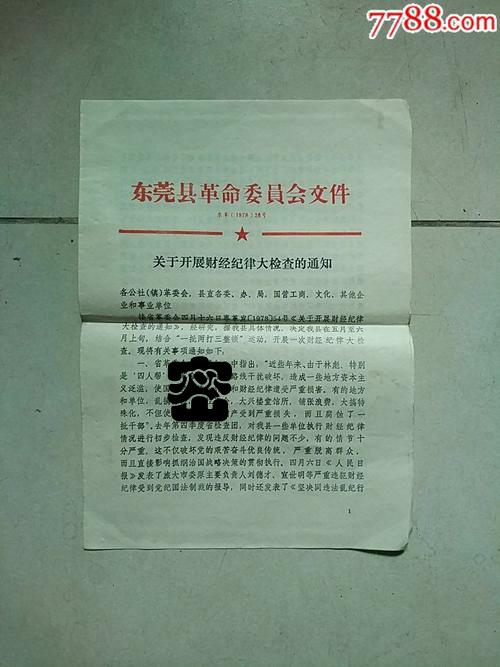 7788.com
东莞县革命委員会文件
东革〔1978〕38号
关于开展财经纪律大检查的通知
各公社(镇)革委会，县直各委、办、局，国营工商、文化、其他企
业和事业单位
接省革委会四月十六日粤革发〔1978〕54号《关于开展财经纪律
大检查的通知》，经研究，据我县具体情况，决定我县在五月至六
月上旬，结合“一批两打三整顿”运动，开展一次财经纪律大检
查。现将有关事项通知如下：
一、省革 中指出，“近些年来，由于林彪、特别
是‘四人帮’ 路线干扰破坏，造成一些地方资本主
义泛滥，使国 和财经纪律遭受严重损害。有的地方和
单位，乱 大兴楼堂馆所，铺张浪费，大搞特
殊化，不但使 产受到严重损失，而且腐蚀了一
批干部”。去年第四季度省检查团，对我县一些单位执行财经纪律
情况进行初步检查，发现违反财经纪律的问题不少，有的情节十
分严重，这不仅破坏党的艰苦奋斗优良传统，严重脱离群众，
而且直接影响抓纲治国战略决策的贯彻执行。四月六日《人民日
报》发表了旅大市委原主要负责人刘德才、宣世明等严重违犯财经
纪律受到党纪国法制裁的报导，同时还发表了《坚决同违法乱纪行
1